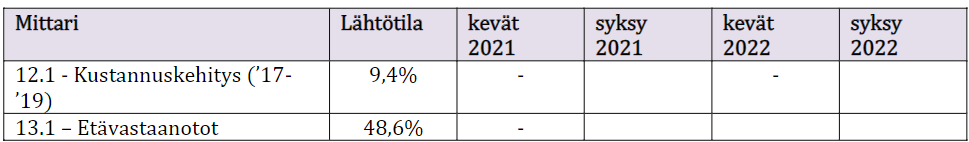 Mittari Lähtötila kevät 2021 syksy 2021 kevät 2022 syksy 2022
12.1 - Kustannuskehitys (’17-
’19) 9,4% - -
13.1 – Etävastaanotot 48,6% -